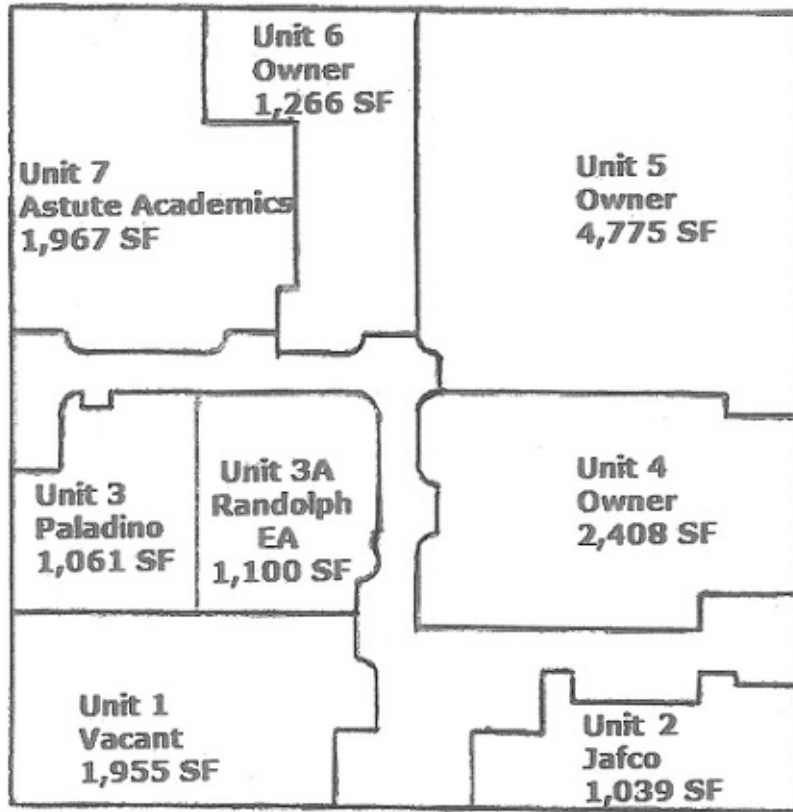 Unit 6
Owner
1,266 SF
Unit 7
Astute Academics
1,967 SF
Unit 5
Owner
4,775 SF
Unit 3
Paladino
1,061 SF
Unit 3A
Randolph
EA
1,100 SF
Unit 4
Owner
2,408 SF
Unit 1
Vacant
1,955 SF
Unit 2
Jafco
1,039 SF